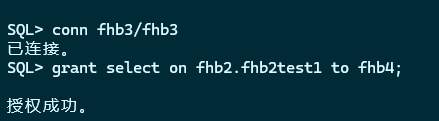 SQL> conn fhb3/fhb3
已连接。
SQL> grant select on fhb2.fhb2test1 to fhb4;
授权成功。